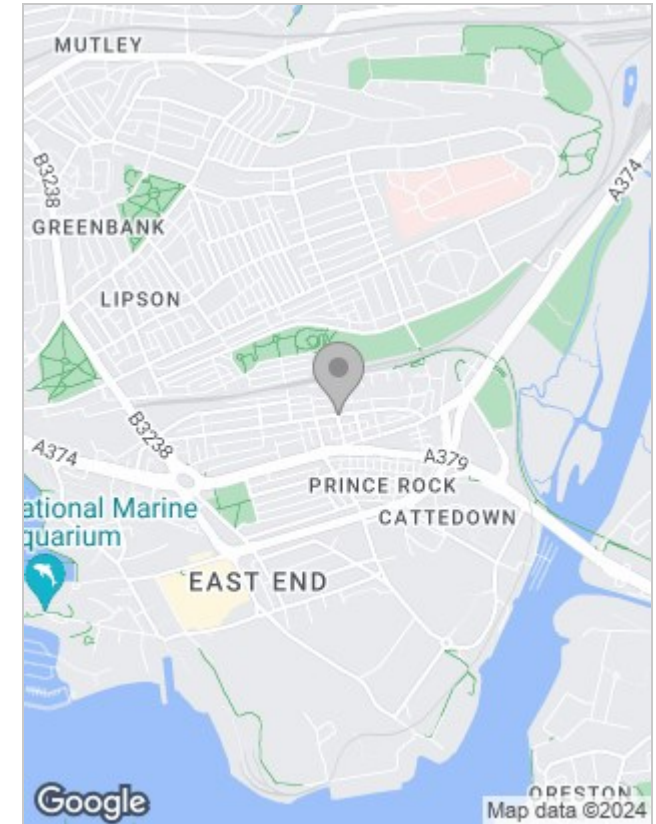 MUTLEY
B3238
A374
GREENBANK
LIPSON
B3238
A374
A379
PRINCE ROCK
ational Marine
quarium
CATTEDOWN
EAST END
ORESTON
Google
Map data ©2024